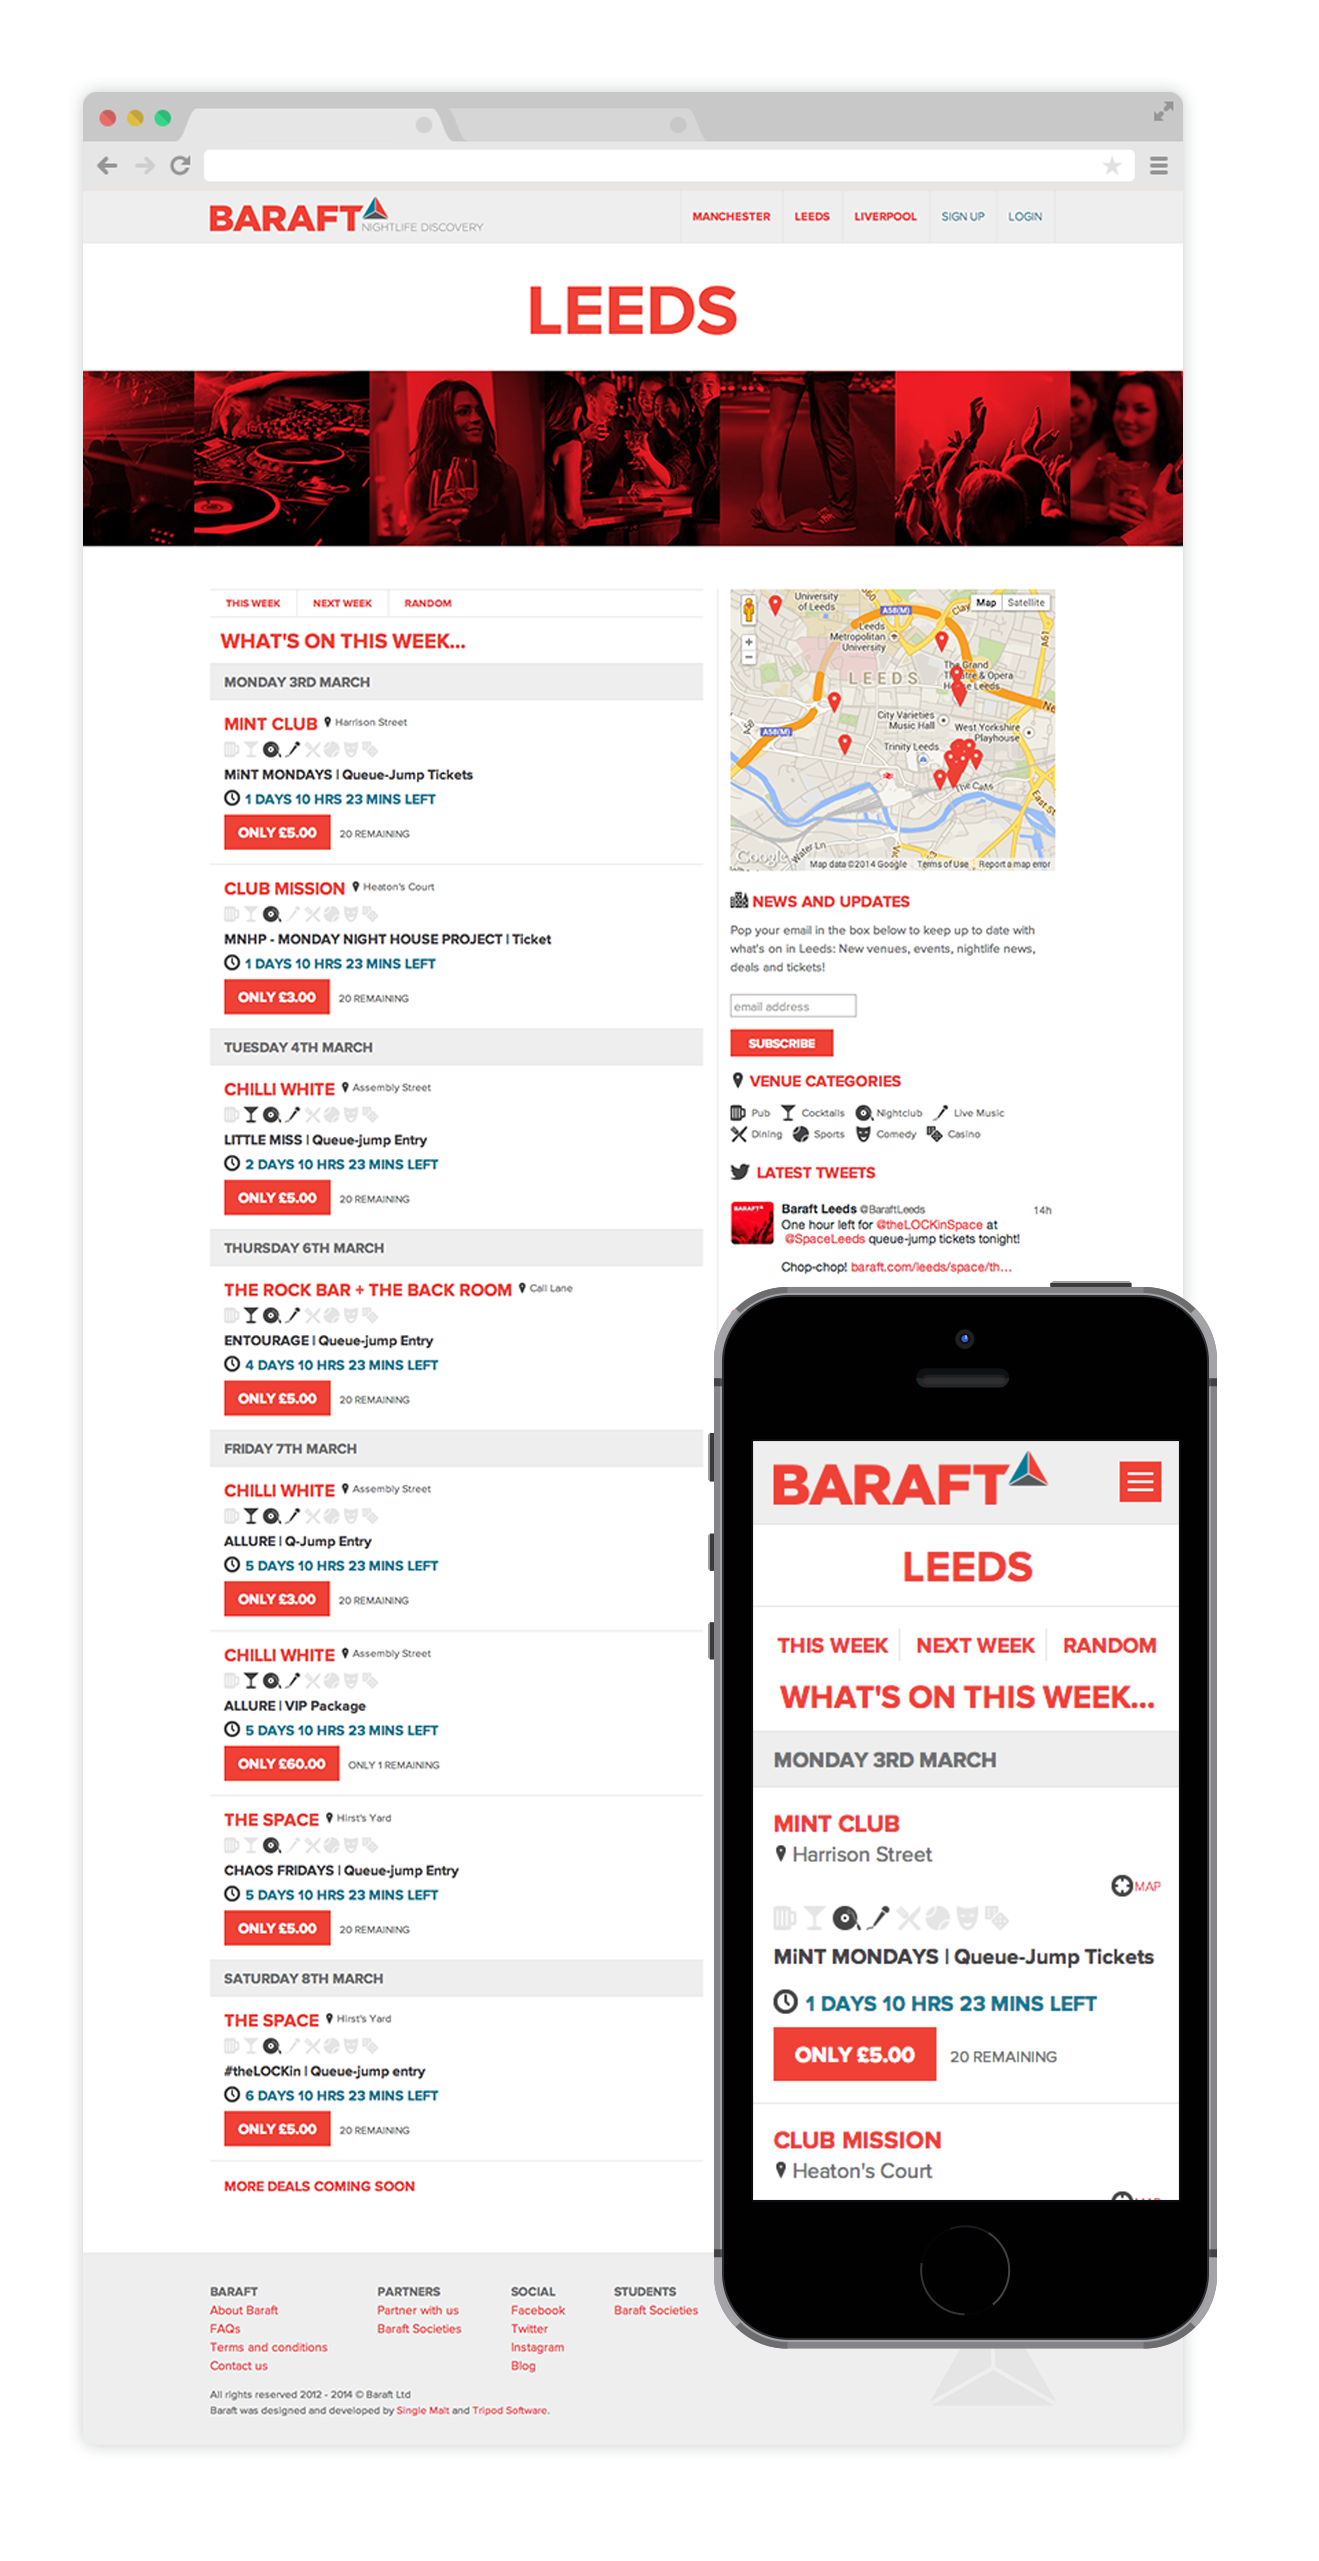 BARAFT NIGHTLIFE DISCOVERY
MANCHESTER LEEDS LIVERPOOL SIGN UP LOGIN
LEEDS
THIS WEEK NEXT WEEK RANDOM
WHAT'S ON THIS WEEK...
MONDAY 3RD MARCH
MINT CLUB Harrison Street
MiNT MONDAYS | Queue-Jump Tickets
1 DAYS 10 HRS 23 MINS LEFT
ONLY £5.00 20 REMAINING
CLUB MISSION Heaton's Court
MNHP - MONDAY NIGHT HOUSE PROJECT | Ticket
1 DAYS 10 HRS 23 MINS LEFT
ONLY £3.00 20 REMAINING
TUESDAY 4TH MARCH
CHILLI WHITE Assembly Street
LITTLE MISS | Queue-jump Entry
2 DAYS 10 HRS 23 MINS LEFT
ONLY £5.00 20 REMAINING
THURSDAY 6TH MARCH
THE ROCK BAR + THE BACK ROOM Call Lane
ENTOURAGE | Queue-jump Entry
4 DAYS 10 HRS 23 MINS LEFT
ONLY £5.00 20 REMAINING
FRIDAY 7TH MARCH
CHILLI WHITE Assembly Street
ALLURE | Q-Jump Entry
5 DAYS 10 HRS 23 MINS LEFT
ONLY £3.00 20 REMAINING
CHILLI WHITE Assembly Street
ALLURE | VIP Package
5 DAYS 10 HRS 23 MINS LEFT
ONLY £60.00 ONLY 1 REMAINING
THE SPACE Hirst's Yard
CHAOS FRIDAYS | Queue-jump Entry
5 DAYS 10 HRS 23 MINS LEFT
ONLY £5.00 20 REMAINING
SATURDAY 8TH MARCH
THE SPACE Hirst's Yard
#theLOCKin | Queue-jump entry
6 DAYS 10 HRS 23 MINS LEFT
ONLY £5.00 20 REMAINING
MORE DEALS COMING SOON
University
of Leeds
A58(M)
Map Satellite
Leeds
Metropolitan
University
A61
The Grand
Theatre & Opera
House Leeds
LEEDS
City Varieties
Music Hall
West Yorkshire
Playhouse
A58(M)
Trinity Leeds
The Calls
East St
Water Ln
Google
Map data ©2014 Google Terms of Use Report a map error
NEWS AND UPDATES
Pop your email in the box below to keep up to date with
what's on in Leeds: New venues, events, nightlife news,
deals and tickets!
email address
SUBSCRIBE
VENUE CATEGORIES
Pub Cocktails Nightclub Live Music
Dining Sports Comedy Casino
LATEST TWEETS
BARAFT
Baraft Leeds @BaraftLeeds 14h
One hour left for @theLOCKinSpace at
@SpaceLeeds queue-jump tickets tonight!
Chop-chop! baraft.com/leeds/space/th...
BARAFT
LEEDS
THIS WEEK NEXT WEEK RANDOM
WHAT'S ON THIS WEEK...
MONDAY 3RD MARCH
MINT CLUB
Harrison Street
MAP
MiNT MONDAYS | Queue-Jump Tickets
1 DAYS 10 HRS 23 MINS LEFT
ONLY £5.00 20 REMAINING
CLUB MISSION
Heaton's Court
BARAFT
About Baraft
FAQs
Terms and conditions
Contact us
PARTNERS
Partner with us
Baraft Societies
SOCIAL
Facebook
Twitter
Instagram
Blog
STUDENTS
Baraft Societies
All rights reserved 2012 - 2014 © Baraft Ltd
Baraft was designed and developed by Single Malt and Tripod Software.